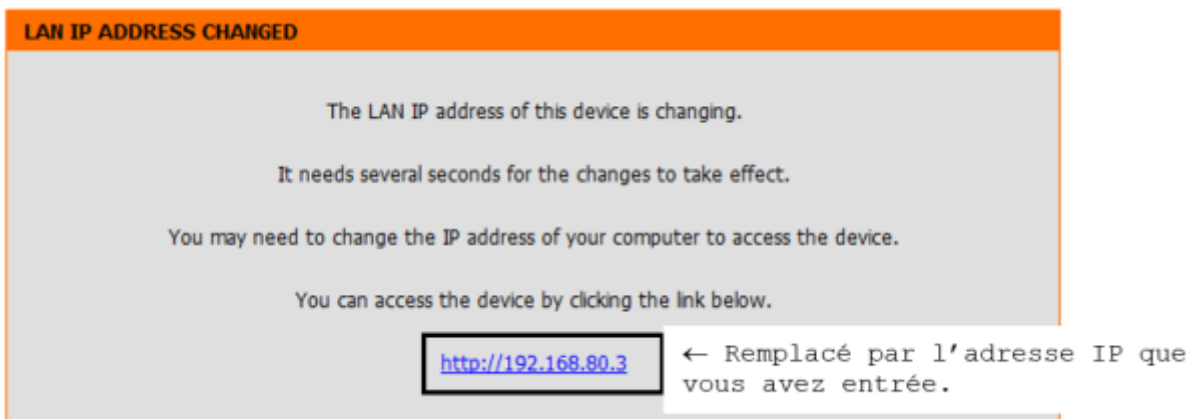 LAN IP ADDRESS CHANGED
The LAN IP address of this device is changing.
It needs several seconds for the changes to take effect.
You may need to change the IP address of your computer to access the device.
You can access the device by clicking the link below.
http://192.168.80.3
← Remplacé par l'adresse IP que
vous avez entrée.